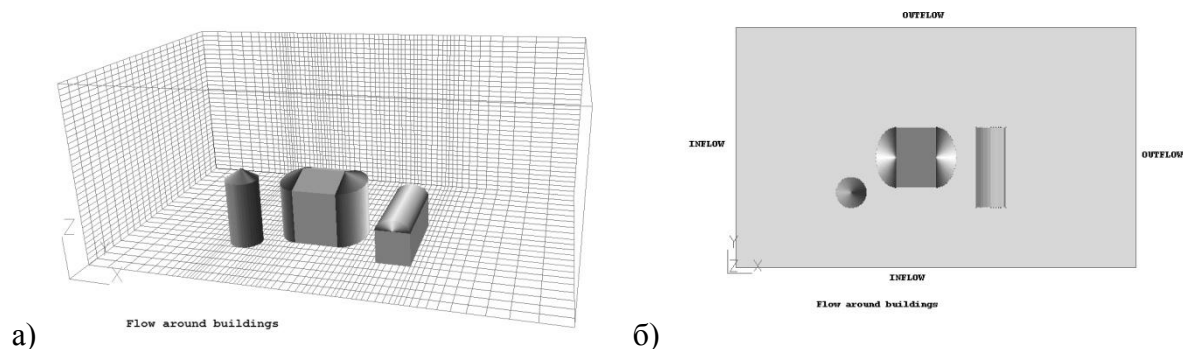 Z
X
Flow around buildings
а)
OUTFLOW
INFLOW
OUTFLOW
Y
Z X
INFLOW
Flow around buildings
б)